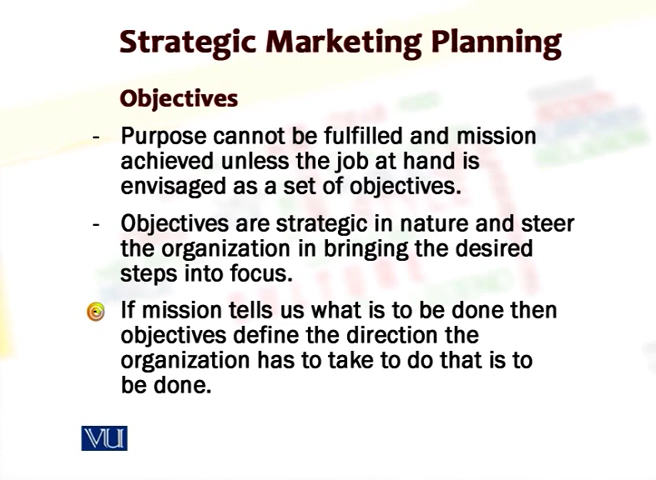 Strategic Marketing Planning
Objectives
- Purpose cannot be fulfilled and mission
achieved unless the job at hand is
envisaged as a set of objectives.
- Objectives are strategic in nature and steer
the organization in bringing the desired
steps into focus.
If mission tells us what is to be done then
objectives define the direction the
organization has to take to do that is to
be done.
VU